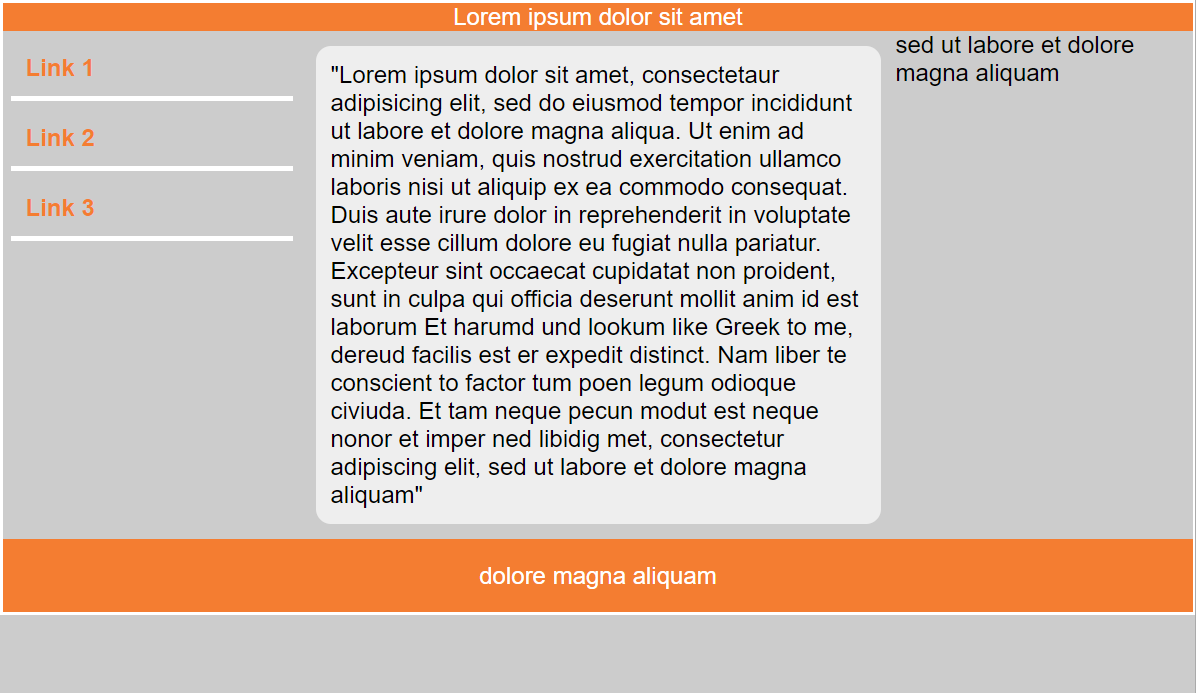 Lorem ipsum dolor sit amet
Link 1
Link 2
Link 3
"Lorem ipsum dolor sit amet, consectetaur
adipisicing elit, sed do eiusmod tempor incididunt
ut labore et dolore magna aliqua. Ut enim ad
minim veniam, quis nostrud exercitation ullamco
laboris nisi ut aliquip ex ea commodo consequat.
Duis aute irure dolor in reprehenderit in voluptate
velit esse cillum dolore eu fugiat nulla pariatur.
Excepteur sint occaecat cupidatat non proident,
sunt in culpa qui officia deserunt mollit anim id est
laborum Et harumd und lookum like Greek to me,
dereud facilis est er expedit distinct. Nam liber te
conscient to factor tum poen legum odioque
civiuda. Et tam neque pecun modut est neque
nonor et imper ned libidig met, consectetur
adipiscing elit, sed ut labore et dolore magna
aliquam"
sed ut labore et dolore
magna aliquam
dolore magna aliquam